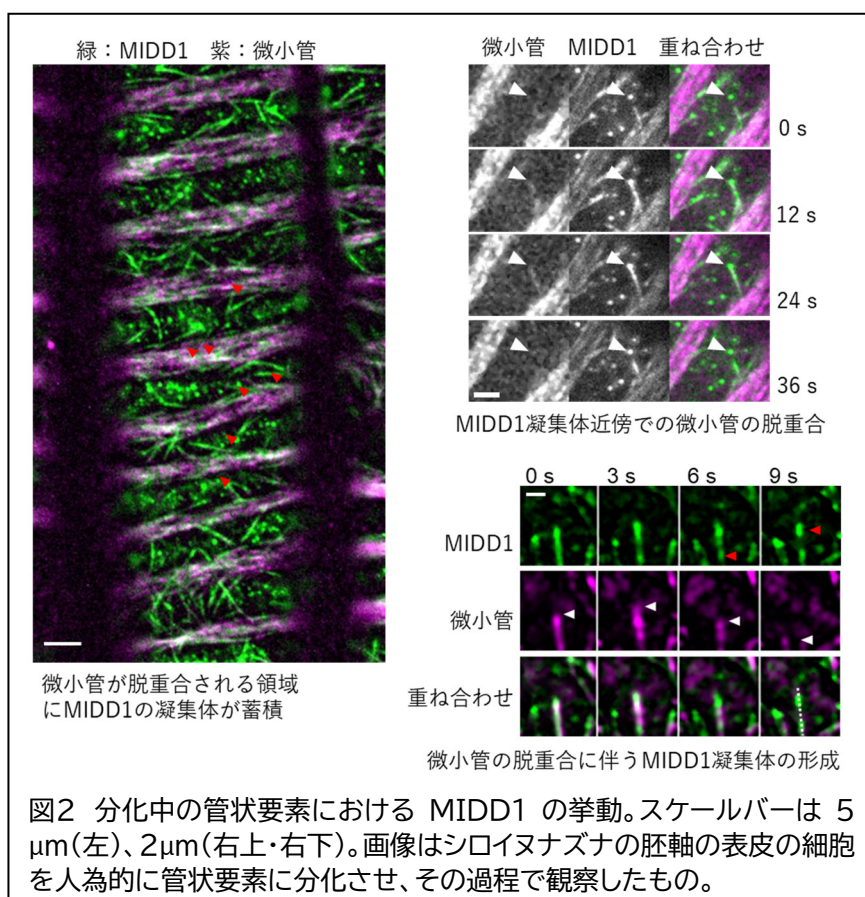 緑：MIDD1　紫：微小管
微小管が脱重合される領域
にMIDD1の凝集体が蓄積
微小管　MIDD1　重ね合わせ
0 s
12 s
24 s
36 s
MIDD1凝集体近傍での微小管の脱重合
0 s　3 s　6 s　9 s
MIDD1
微小管
重ね合わせ
微小管の脱重合に伴うMIDD1凝集体の形成
図2　分化中の管状要素における MIDD1 の挙動。スケールバーは 5
μm(左)、2μm(右上・右下)。画像はシロイヌナズナの胚軸の表皮の細胞
を人為的に管状要素に分化させ、その過程で観察したもの。